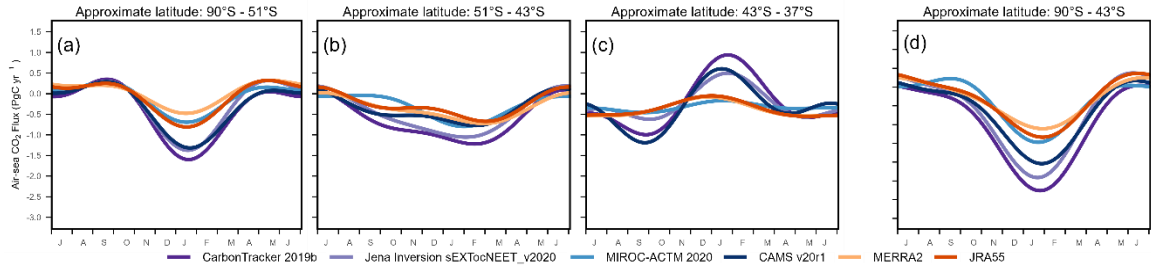 Approximate latitude: 90°S - 51°S
Approximate latitude: 51°S - 43°S
Approximate latitude: 43°S - 37°S
Approximate latitude: 90°S - 43°S
(a)
(b)
(c)
(d)
Air-sea CO₂ Flux (PgC yr⁻¹)
1.5
1.0
0.5
0.0
-0.5
-1.0
-1.5
-2.0
-2.5
-3.0
J A S O N D J F M A M J
J A S O N D J F M A M J
J A S O N D J F M A M J
J A S O N D J F M A M J
CarbonTracker 2019b Jena Inversion sEXTocNEET_v2020 MIROC-ACTM 2020 CAMS v20r1 MERRA2 JRA55